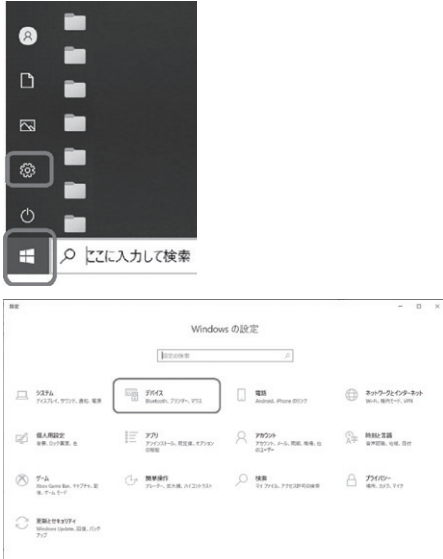 ここに入力して検索
設定
Windows の設定
設定の検索
システム
ディスプレイ、サウンド、通知、電源
デバイス
Bluetooth、プリンター、マウス
電話
Android、iPhone のリンク
ネットワークとインターネット
Wi-Fi、機内モード、VPN
個人用設定
背景、ロック画面、色
アプリ
アンインストール、既定値、オプションの機能
アカウント
アカウント、メール、同期、職場、
時刻と言語
音声認識、地域、日付
ゲーム
Xbox Game Bar、キャプチャ、配信、ゲーム モード
簡単操作
ナレーター、拡大鏡、ハイコントラスト
検索
マイ ファイル、アクセス許可の検索
プライバシー
場所、カメラ、マイク
更新とセキュリティ
Windows Update、回復、バックアップ